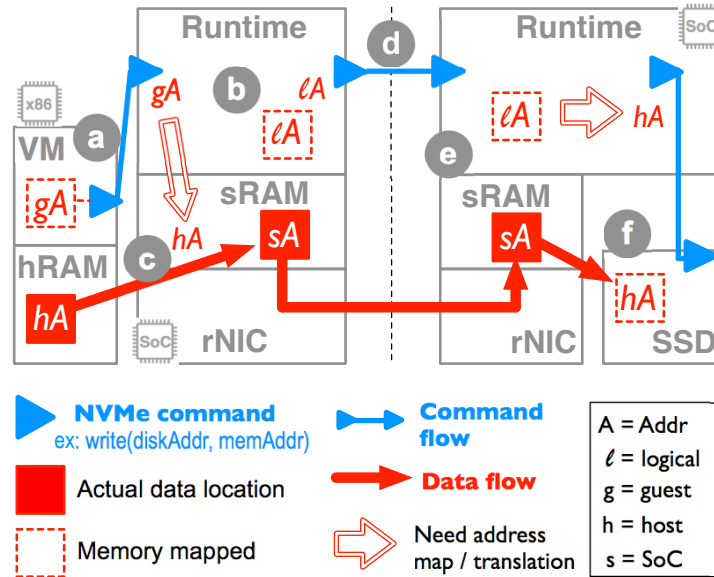 Runtime
d
Runtime
SoC
x86
gA
b
ℓA
ℓA
ℓA
hA
a
VM
gA
e
sRAM
sRAM
f
hA
sA
sA
c
hRAM
hA
hA
SoC
rNIC
rNIC
SSD
NVMe command
ex: write(diskAddr, memAddr)
Command
flow
Actual data location
Data flow
Memory mapped
Need address
map / translation
A = Addr
ℓ = logical
g = guest
h = host
s = SoC